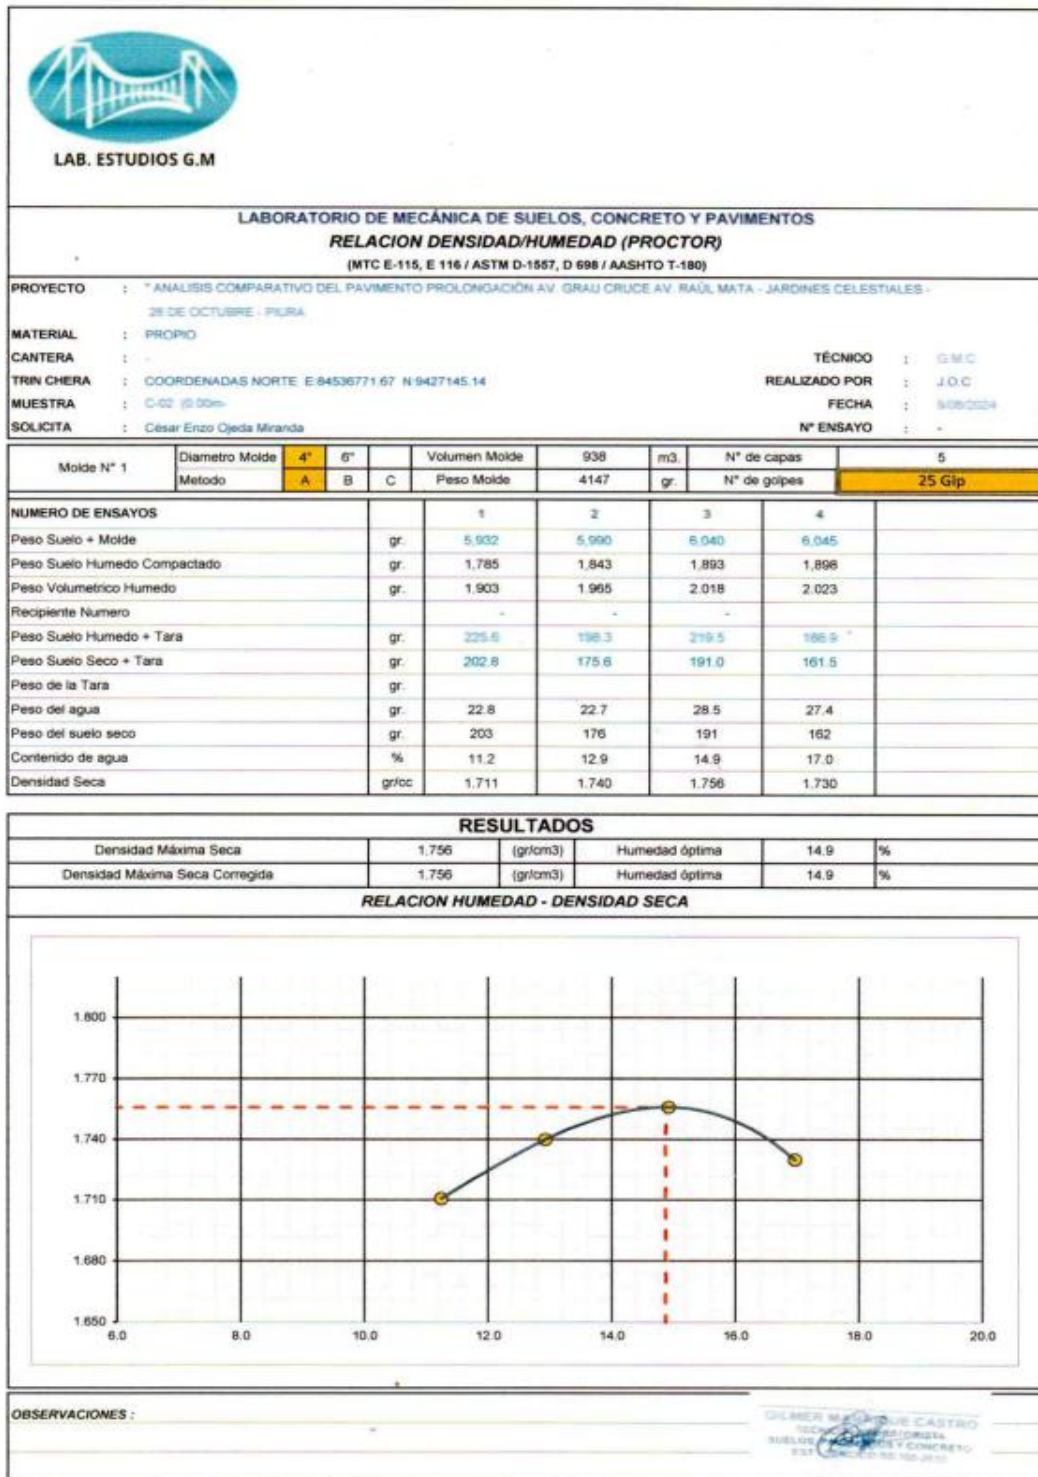 LAB. ESTUDIOS G.M
LABORATORIO DE MECÁNICA DE SUELOS, CONCRETO Y PAVIMENTOS
RELACION DENSIDAD/HUMEDAD (PROCTOR)
(MTC E-115, E 116 / ASTM D-1557, D 698 / AASHTO T-180)
PROYECTO : " ANALISIS COMPARATIVO DEL PAVIMENTO PROLONGACIÓN AV. GRAU CRUCE AV. RAÚL MATA - JARDINES CELESTIALES -
28 DE OCTUBRE - PIURA
MATERIAL : PROPIO
CANTERA : - TÉCNICO : G.M.C
TRIN CHERA : COORDENADAS NORTE E:84536771.67 N:9427145.14 REALIZADO POR : J.O.C
MUESTRA : C-02 (0.00m- FECHA :
SOLICITA : César Enzo Ojeda Miranda N° ENSAYO : -
Molde N° 1 Diametro Molde 4" 6" Volumen Molde 938 m3. N° de capas 5
Metodo A B C Peso Molde 4147 gr. N° de golpes 25 Glp
NUMERO DE ENSAYOS 1 2 3 4
Peso Suelo + Molde gr. 5,932 5,990 6,040 6,045
Peso Suelo Humedo Compactado gr. 1,785 1,843 1,893 1,898
Peso Volumetrico Humedo gr. 1.903 1.965 2.018 2.023
Recipiente Numero - - -
Peso Suelo Humedo + Tara gr. 225.6 198.3 219.5 188.9
Peso Suelo Seco + Tara gr. 202.8 175.6 191.0 161.5
Peso de la Tara gr.
Peso del agua gr. 22.8 22.7 28.5 27.4
Peso del suelo seco gr. 203 176 191 162
Contenido de agua % 11.2 12.9 14.9 17.0
Densidad Seca gr/cc 1.711 1.740 1.756 1.730
RESULTADOS
Densidad Máxima Seca 1.756 (gr/cm3) Humedad óptima 14.9 %
Densidad Máxima Seca Corregida 1.756 (gr/cm3) Humedad óptima 14.9 %
RELACION HUMEDAD - DENSIDAD SECA
1.800
1.770
1.740
1.710
1.680
1.650
6.0 8.0 10.0 12.0 14.0 16.0 18.0 20.0
OBSERVACIONES :
GILMER CASTRO
SUELOS Y CONCRETO